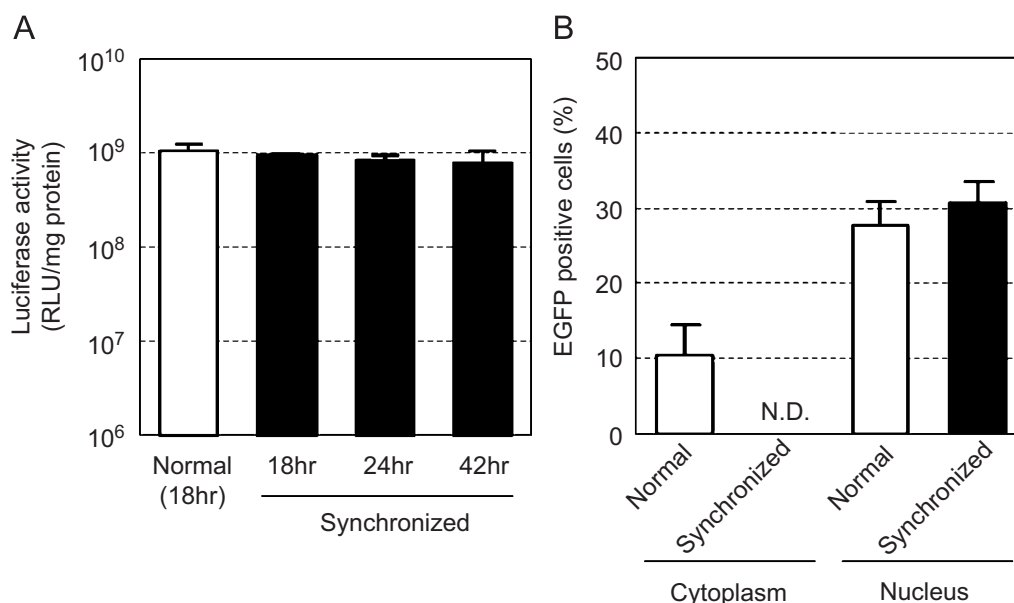 A
Luciferase activity
(RLU/mg protein)
10^10
10^9
10^8
10^7
10^6
Normal
(18hr)
18hr
24hr
42hr
Synchronized
B
EGFP positive cells (%)
50
40
30
20
10
0
N.D.
Normal
Synchronized
Normal
Synchronized
Cytoplasm
Nucleus